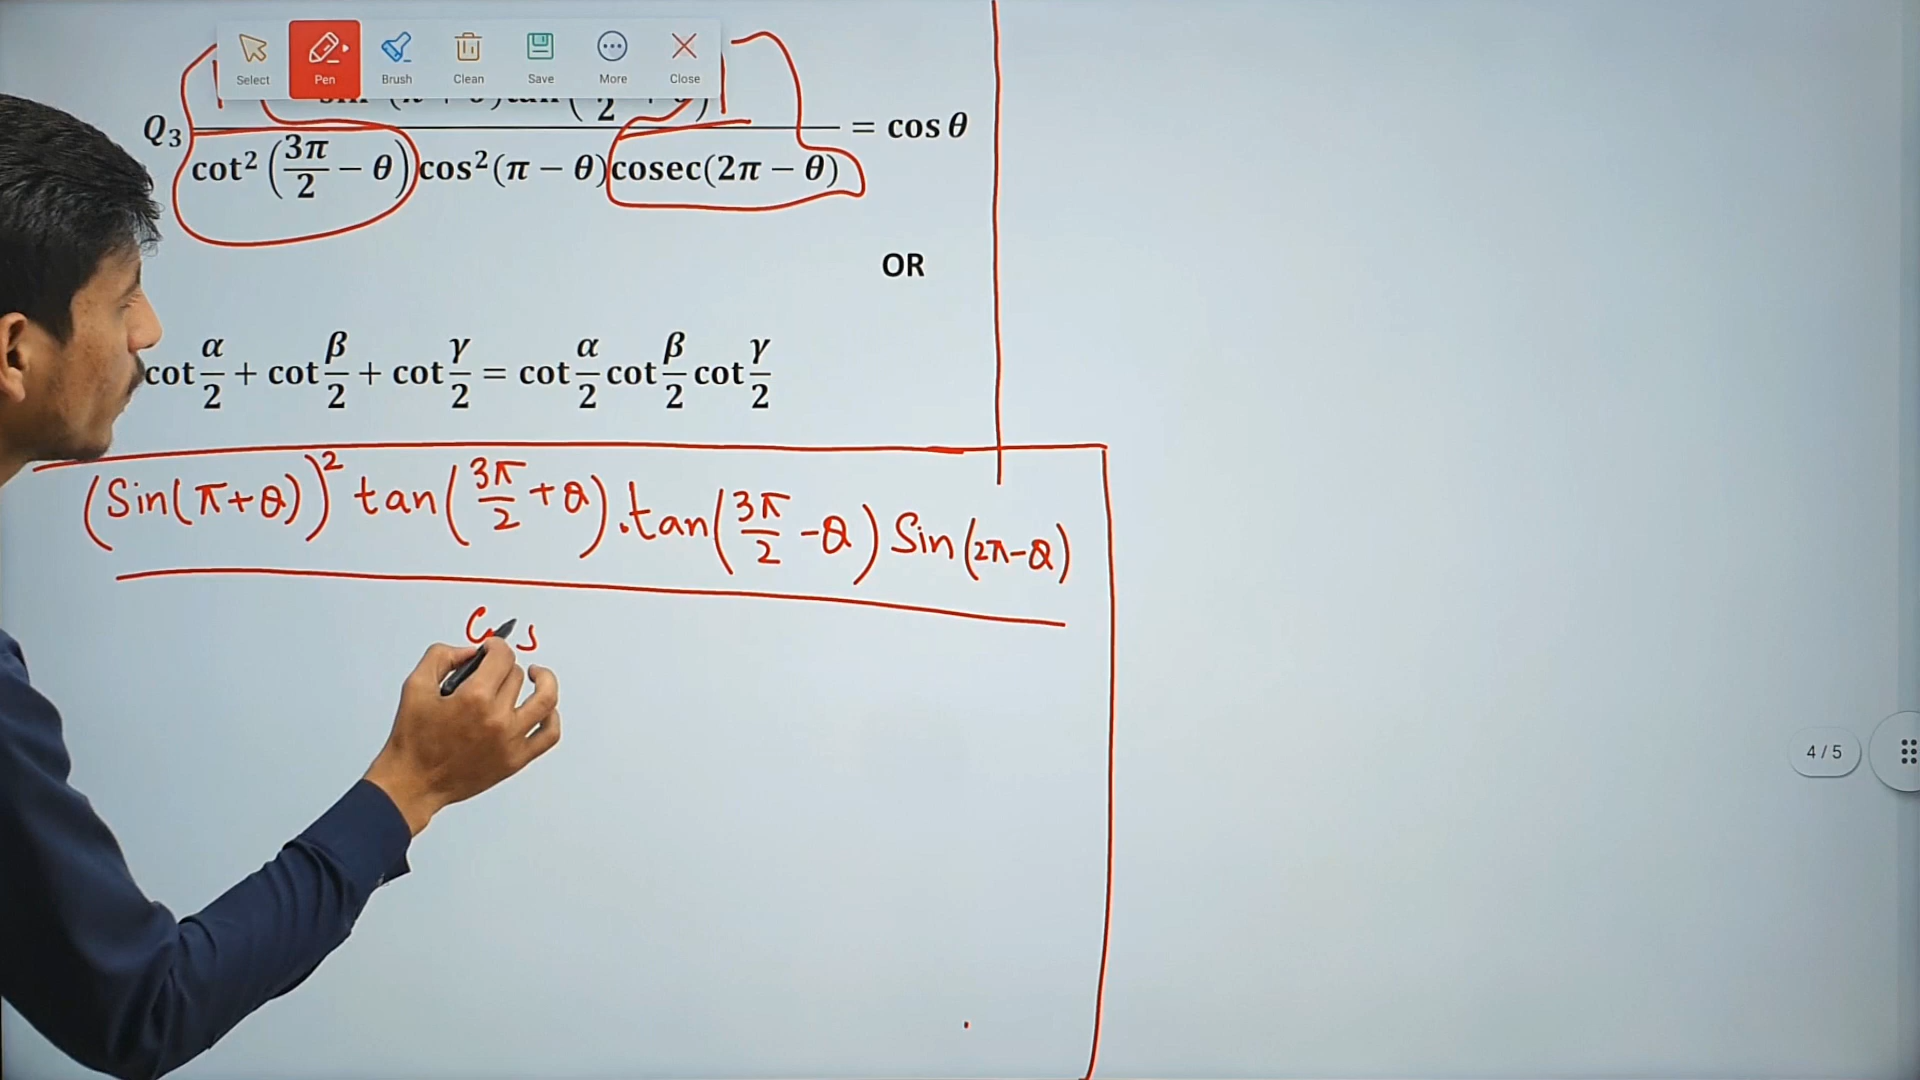 Select Pen Brush Clean Save More Close
2
Q₃ = cos θ
cot² (3π/2 − θ) cos²(π − θ)cosec(2π − θ)
OR
cot α/2 + cot β/2 + cot γ/2 = cot α/2 cot β/2 cot γ/2
(Sin(π+θ))² tan(3π/2 +θ).tan(3π/2 -θ) Sin(2π-θ)
4 / 5